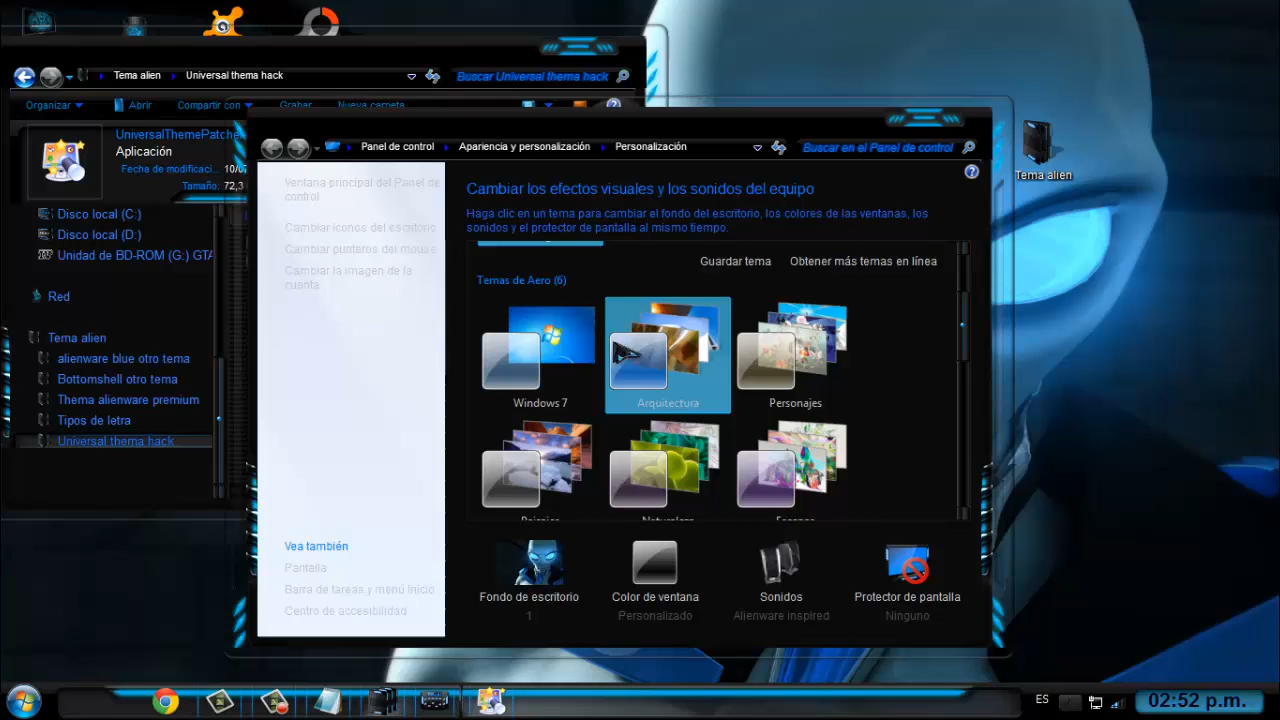 Tema alien
Universal thema hack
Buscar Universal thema hack
Organizar
Abrir
Compartir con
Grabar
Nueva carpeta
UniversalThemePatche
Aplicación
Fecha de modificaci...
10/0
Tamaño: 72,3
Disco local (C:)
Disco local (D:)
Unidad de BD-ROM (G:) GTA
Red
Tema alien
alienware blue otro tema
Bottomshell otro tema
Thema alienware premium
Tipos de letra
Universal thema hack
Panel de control
Apariencia y personalización
Personalización
Buscar en el Panel de control
Ventana principal del Panel de
control
Cambiar iconos del escritorio
Cambiar punteros del mouse
Cambiar la imagen de la
cuenta
Vea también
Pantalla
Barra de tareas y menú Inicio
Centro de accesibilidad
Cambiar los efectos visuales y los sonidos del equipo
Haga clic en un tema para cambiar el fondo del escritorio, los colores de las ventanas, los
sonidos y el protector de pantalla al mismo tiempo.
Guardar tema
Obtener más temas en línea
Temas de Aero (6)
Windows 7
Arquitectura
Personajes
Paisajes
Naturaleza
Fondo de escritorio
1
Color de ventana
Personalizado
Sonidos
Alienware inspired
Protector de pantalla
Ninguno
Tema alien
ES
02:52 p.m.